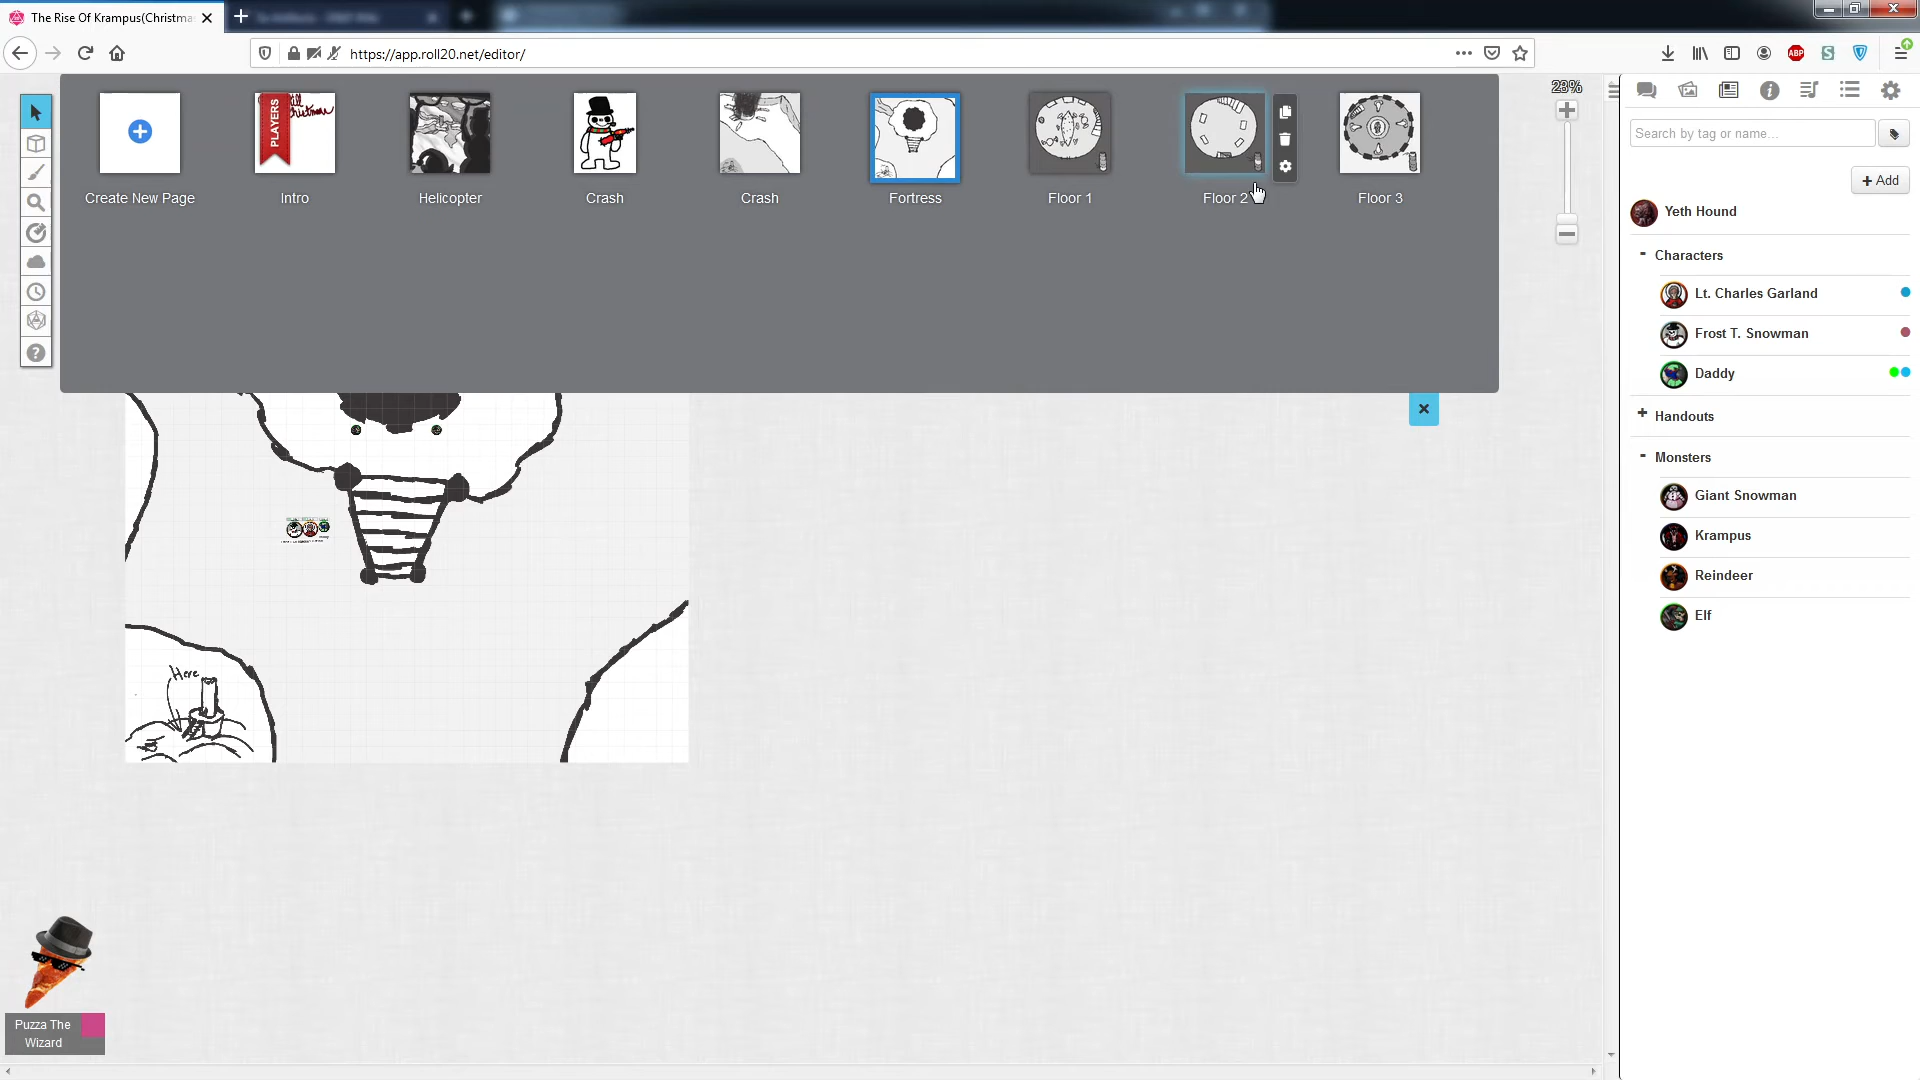 The Rise Of Krampus(Christma
https://app.roll20.net/editor/
ABP
23%
PLAYERS
Christmas
Create New Page
Intro
Helicopter
Crash
Crash
Fortress
Floor 1
Floor 2
Floor 3
Search by tag or name...
+ Add
Yeth Hound
- Characters
Lt. Charles Garland
Frost T. Snowman
Daddy
+ Handouts
- Monsters
Giant Snowman
Krampus
Reindeer
Elf
Here
Puzza The
Wizard